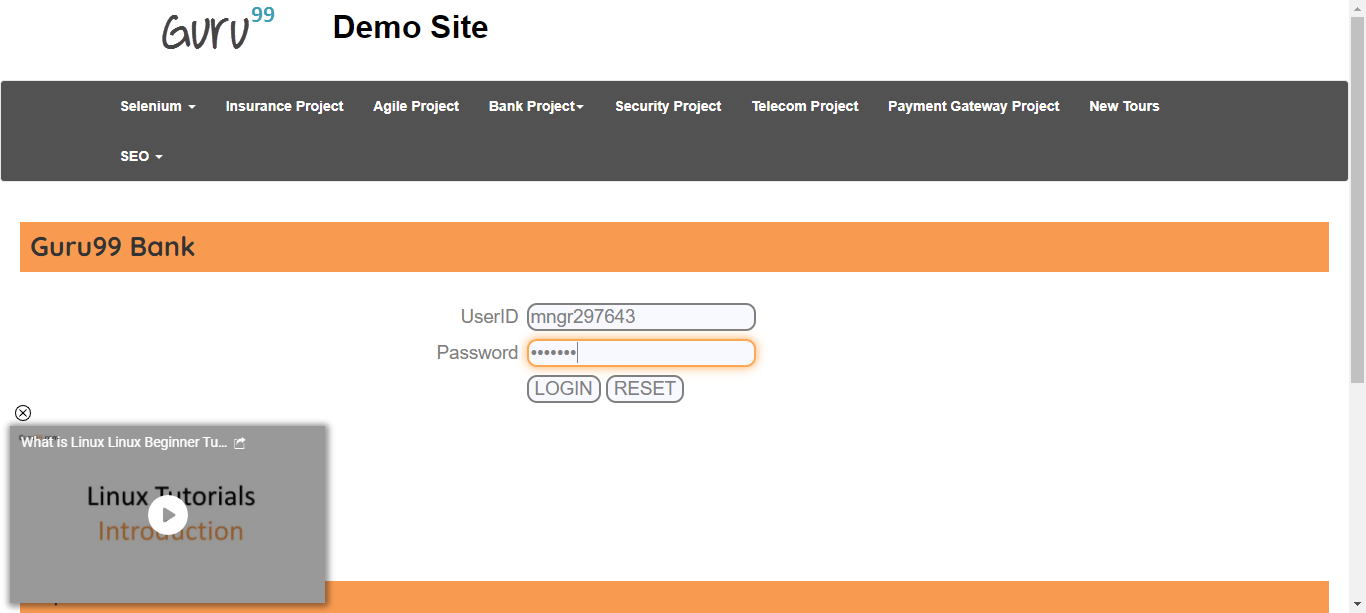 Guru99
Demo Site
Selenium
Insurance Project
Agile Project
Bank Project
Security Project
Telecom Project
Payment Gateway Project
New Tours
SEO
Guru99 Bank
UserID mngr297643
Password •••••••
LOGIN RESET
What is Linux Linux Beginner Tu...
Linux Tutorials
Introduction